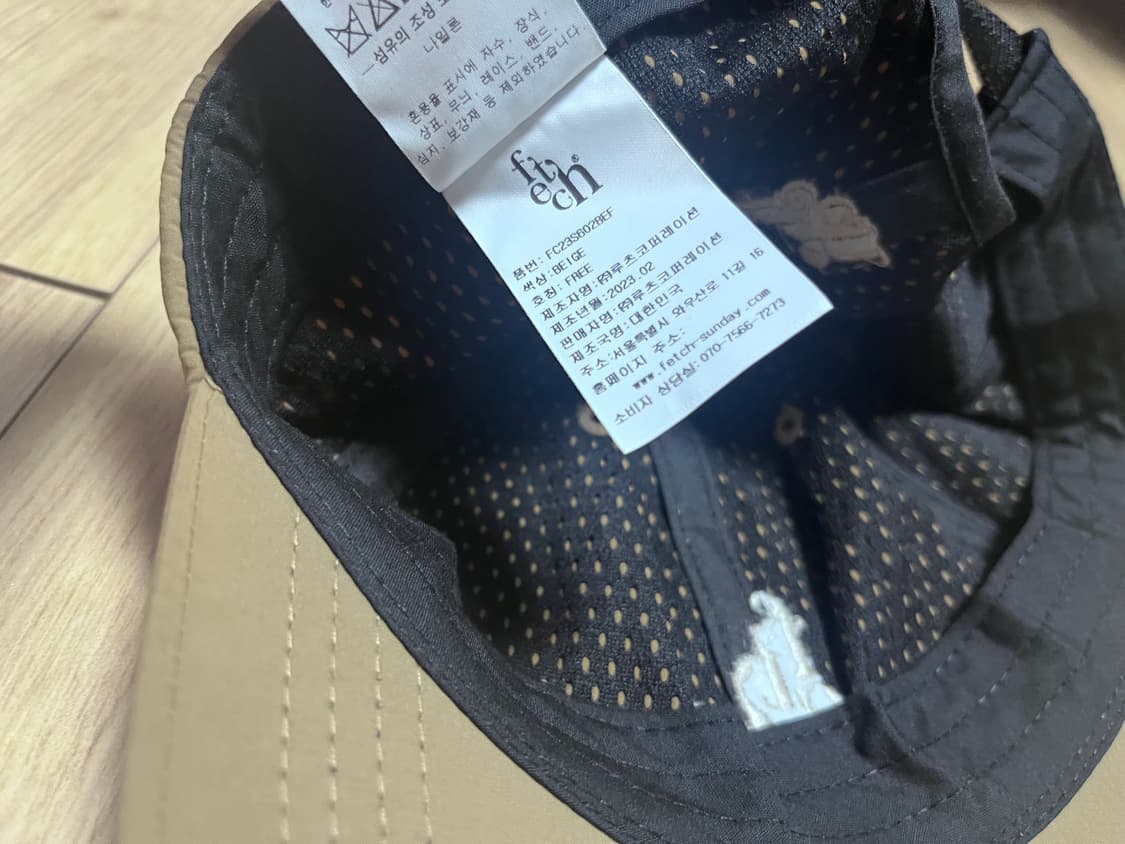 섬유의 조성
나일론
혼용율 표시에 자수, 장식,
상표, 무늬, 레이스, 밴드,
심지, 보강재 등 제외하였습니다.
fetch®
품번: FC23SB02BEF
색상:BEIGE
호칭: FREE
제조자명:㈜루츠코퍼레이션
제조년월:2023.02
판매자명:㈜루츠코퍼레이션
제조국명: 대한민국
주소:서울특별시 와우산로 11길 16
홈페이지 주소:
www.fetch-sunday.com
소비자 상담실: 070-7566-7273